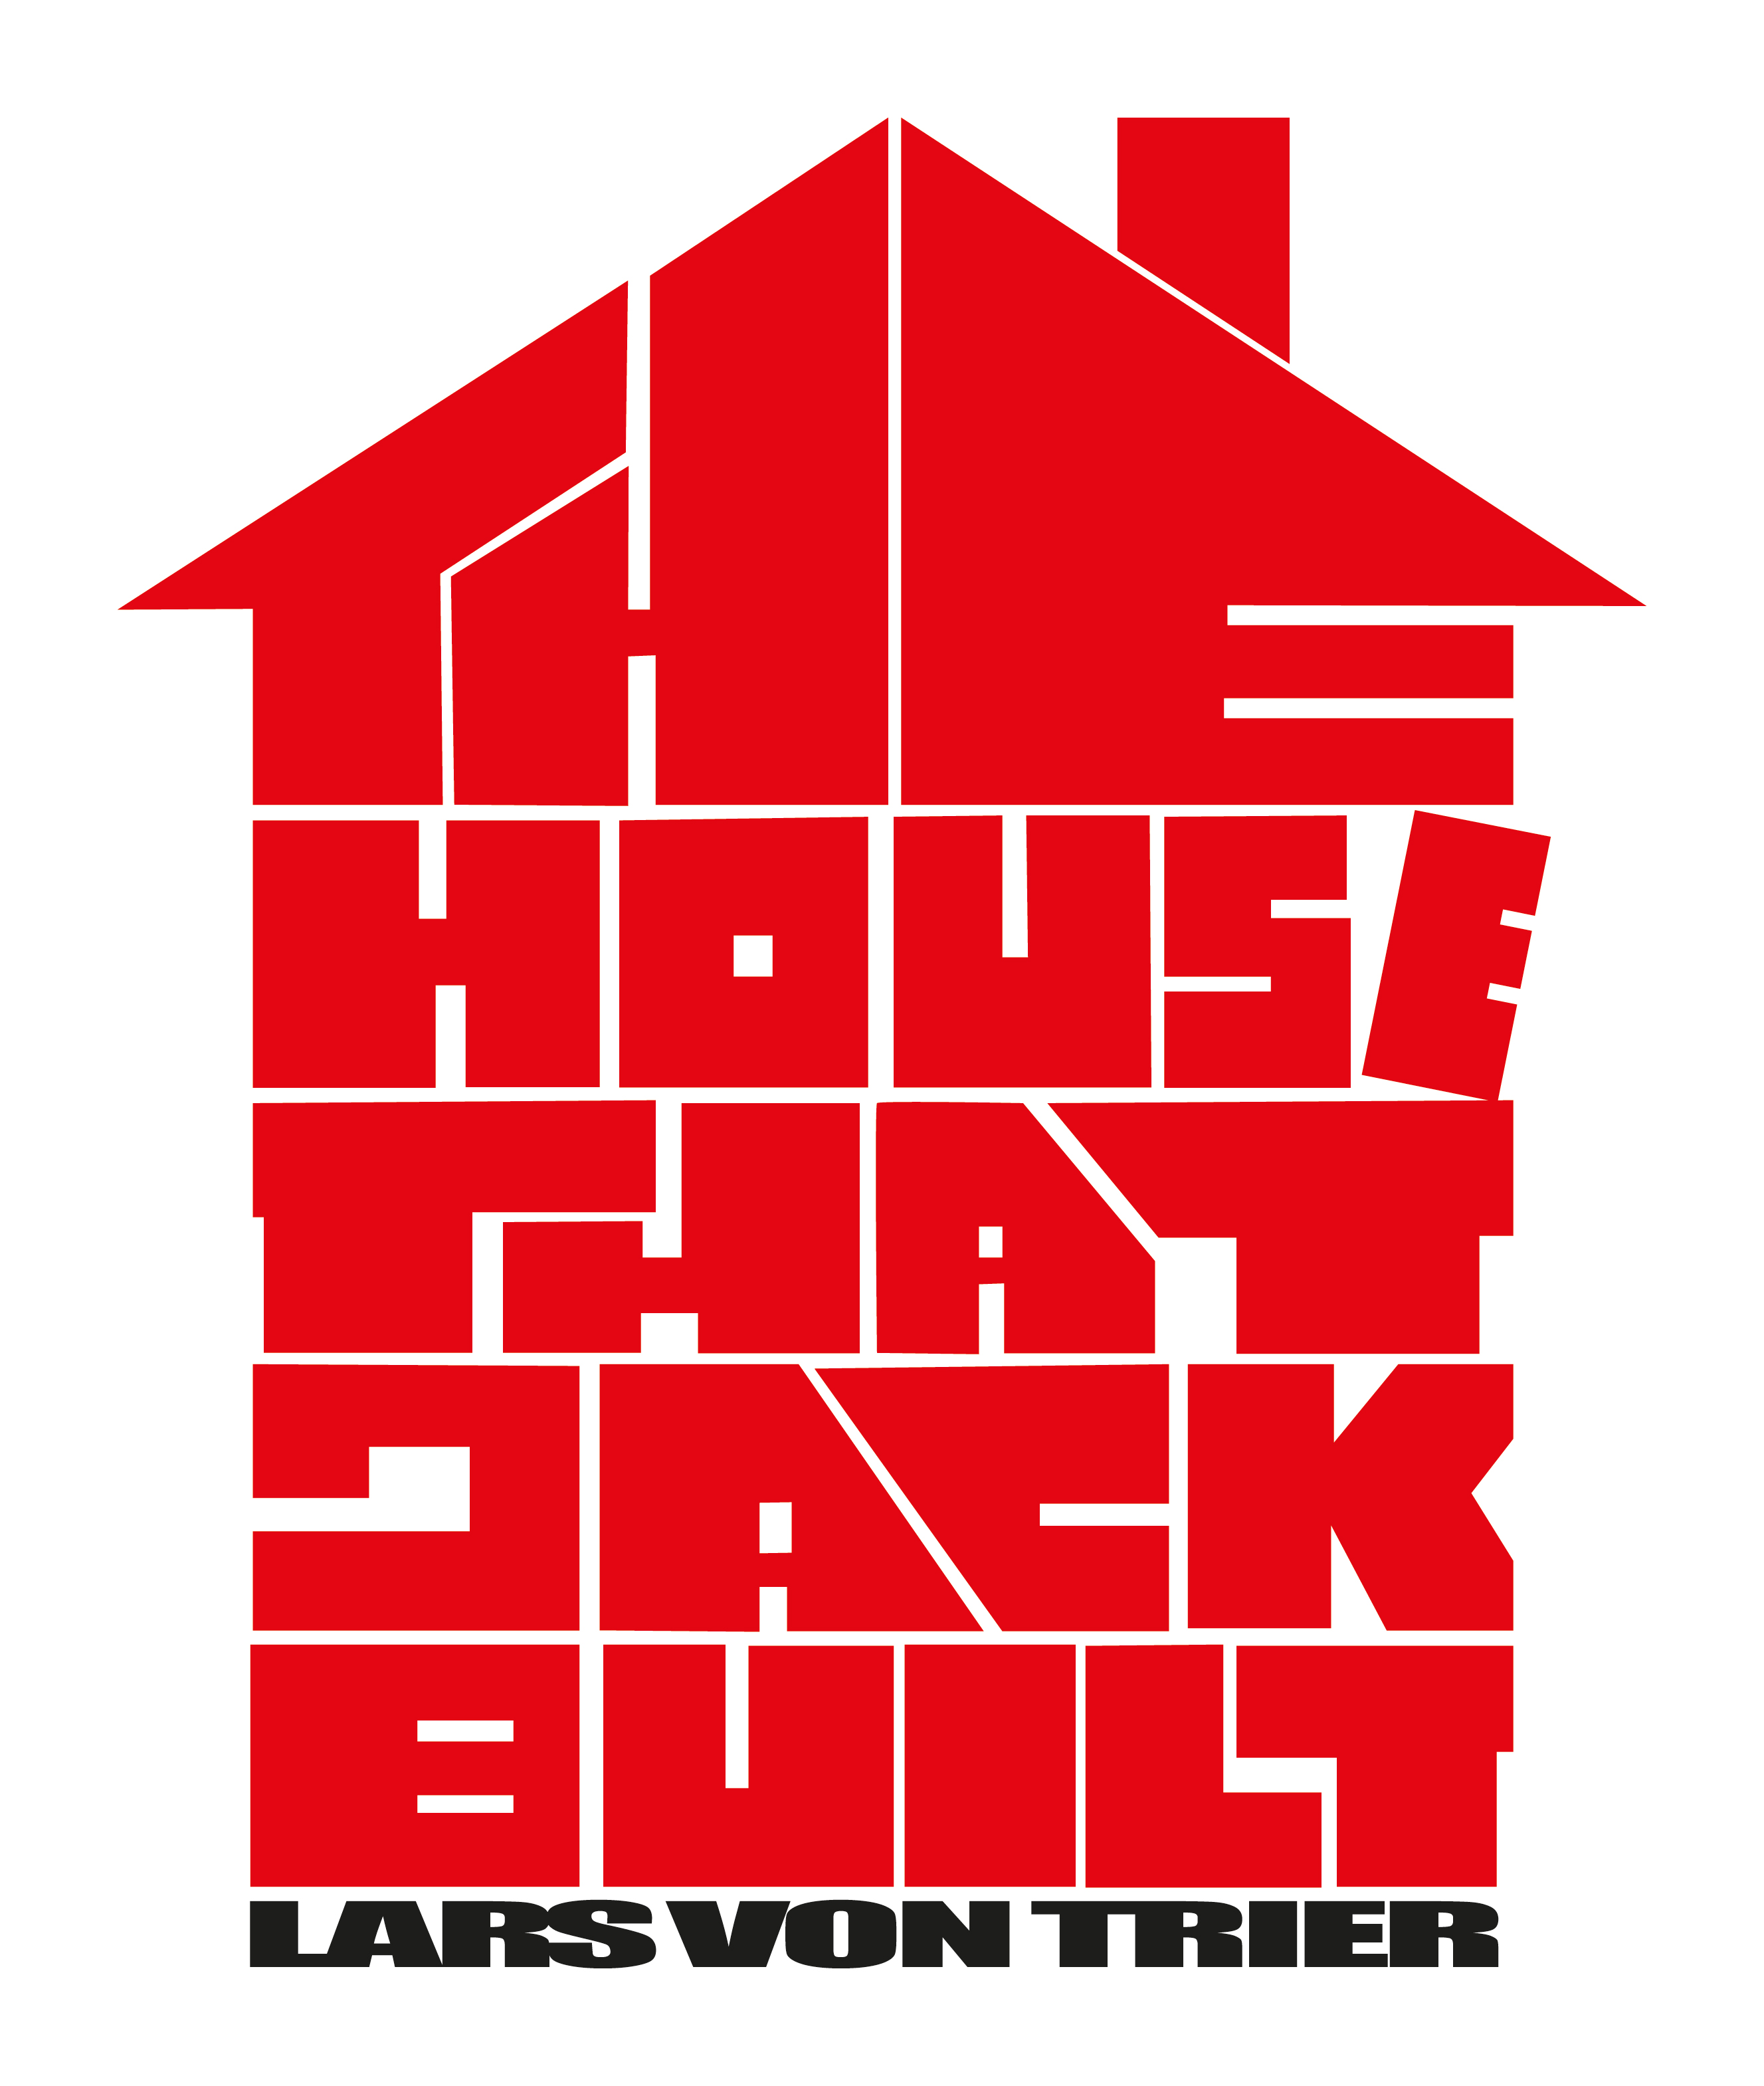 THE
HOUSE
THAT
JACK
BUILT
LARS VON TRIER